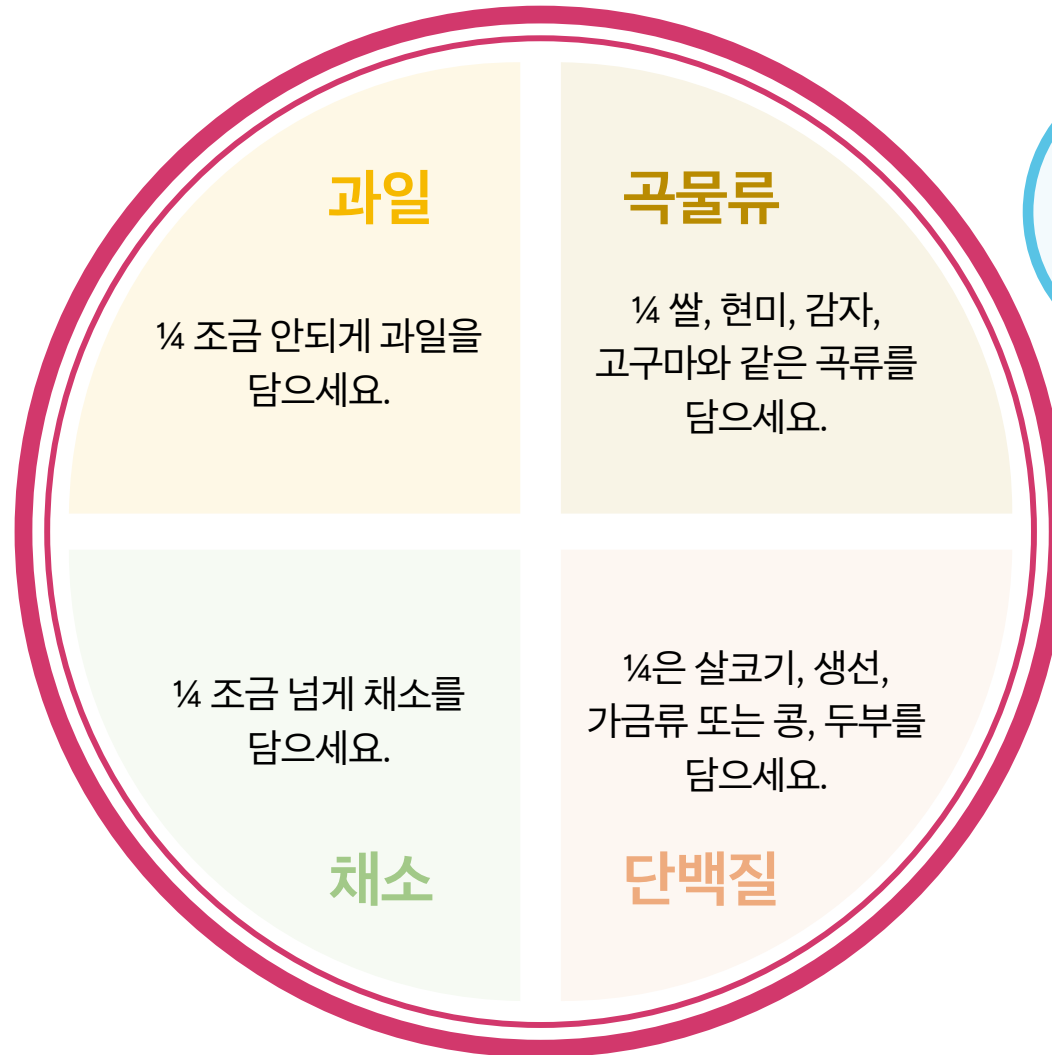 과일
¼ 조금 안되게 과일을
담으세요.
곡물류
¼ 쌀, 현미, 감자,
고구마와 같은 곡류를
담으세요.
¼ 조금 넘게 채소를
담으세요.
채소
¼은 살코기, 생선,
가금류 또는 콩, 두부를
담으세요.
단백질